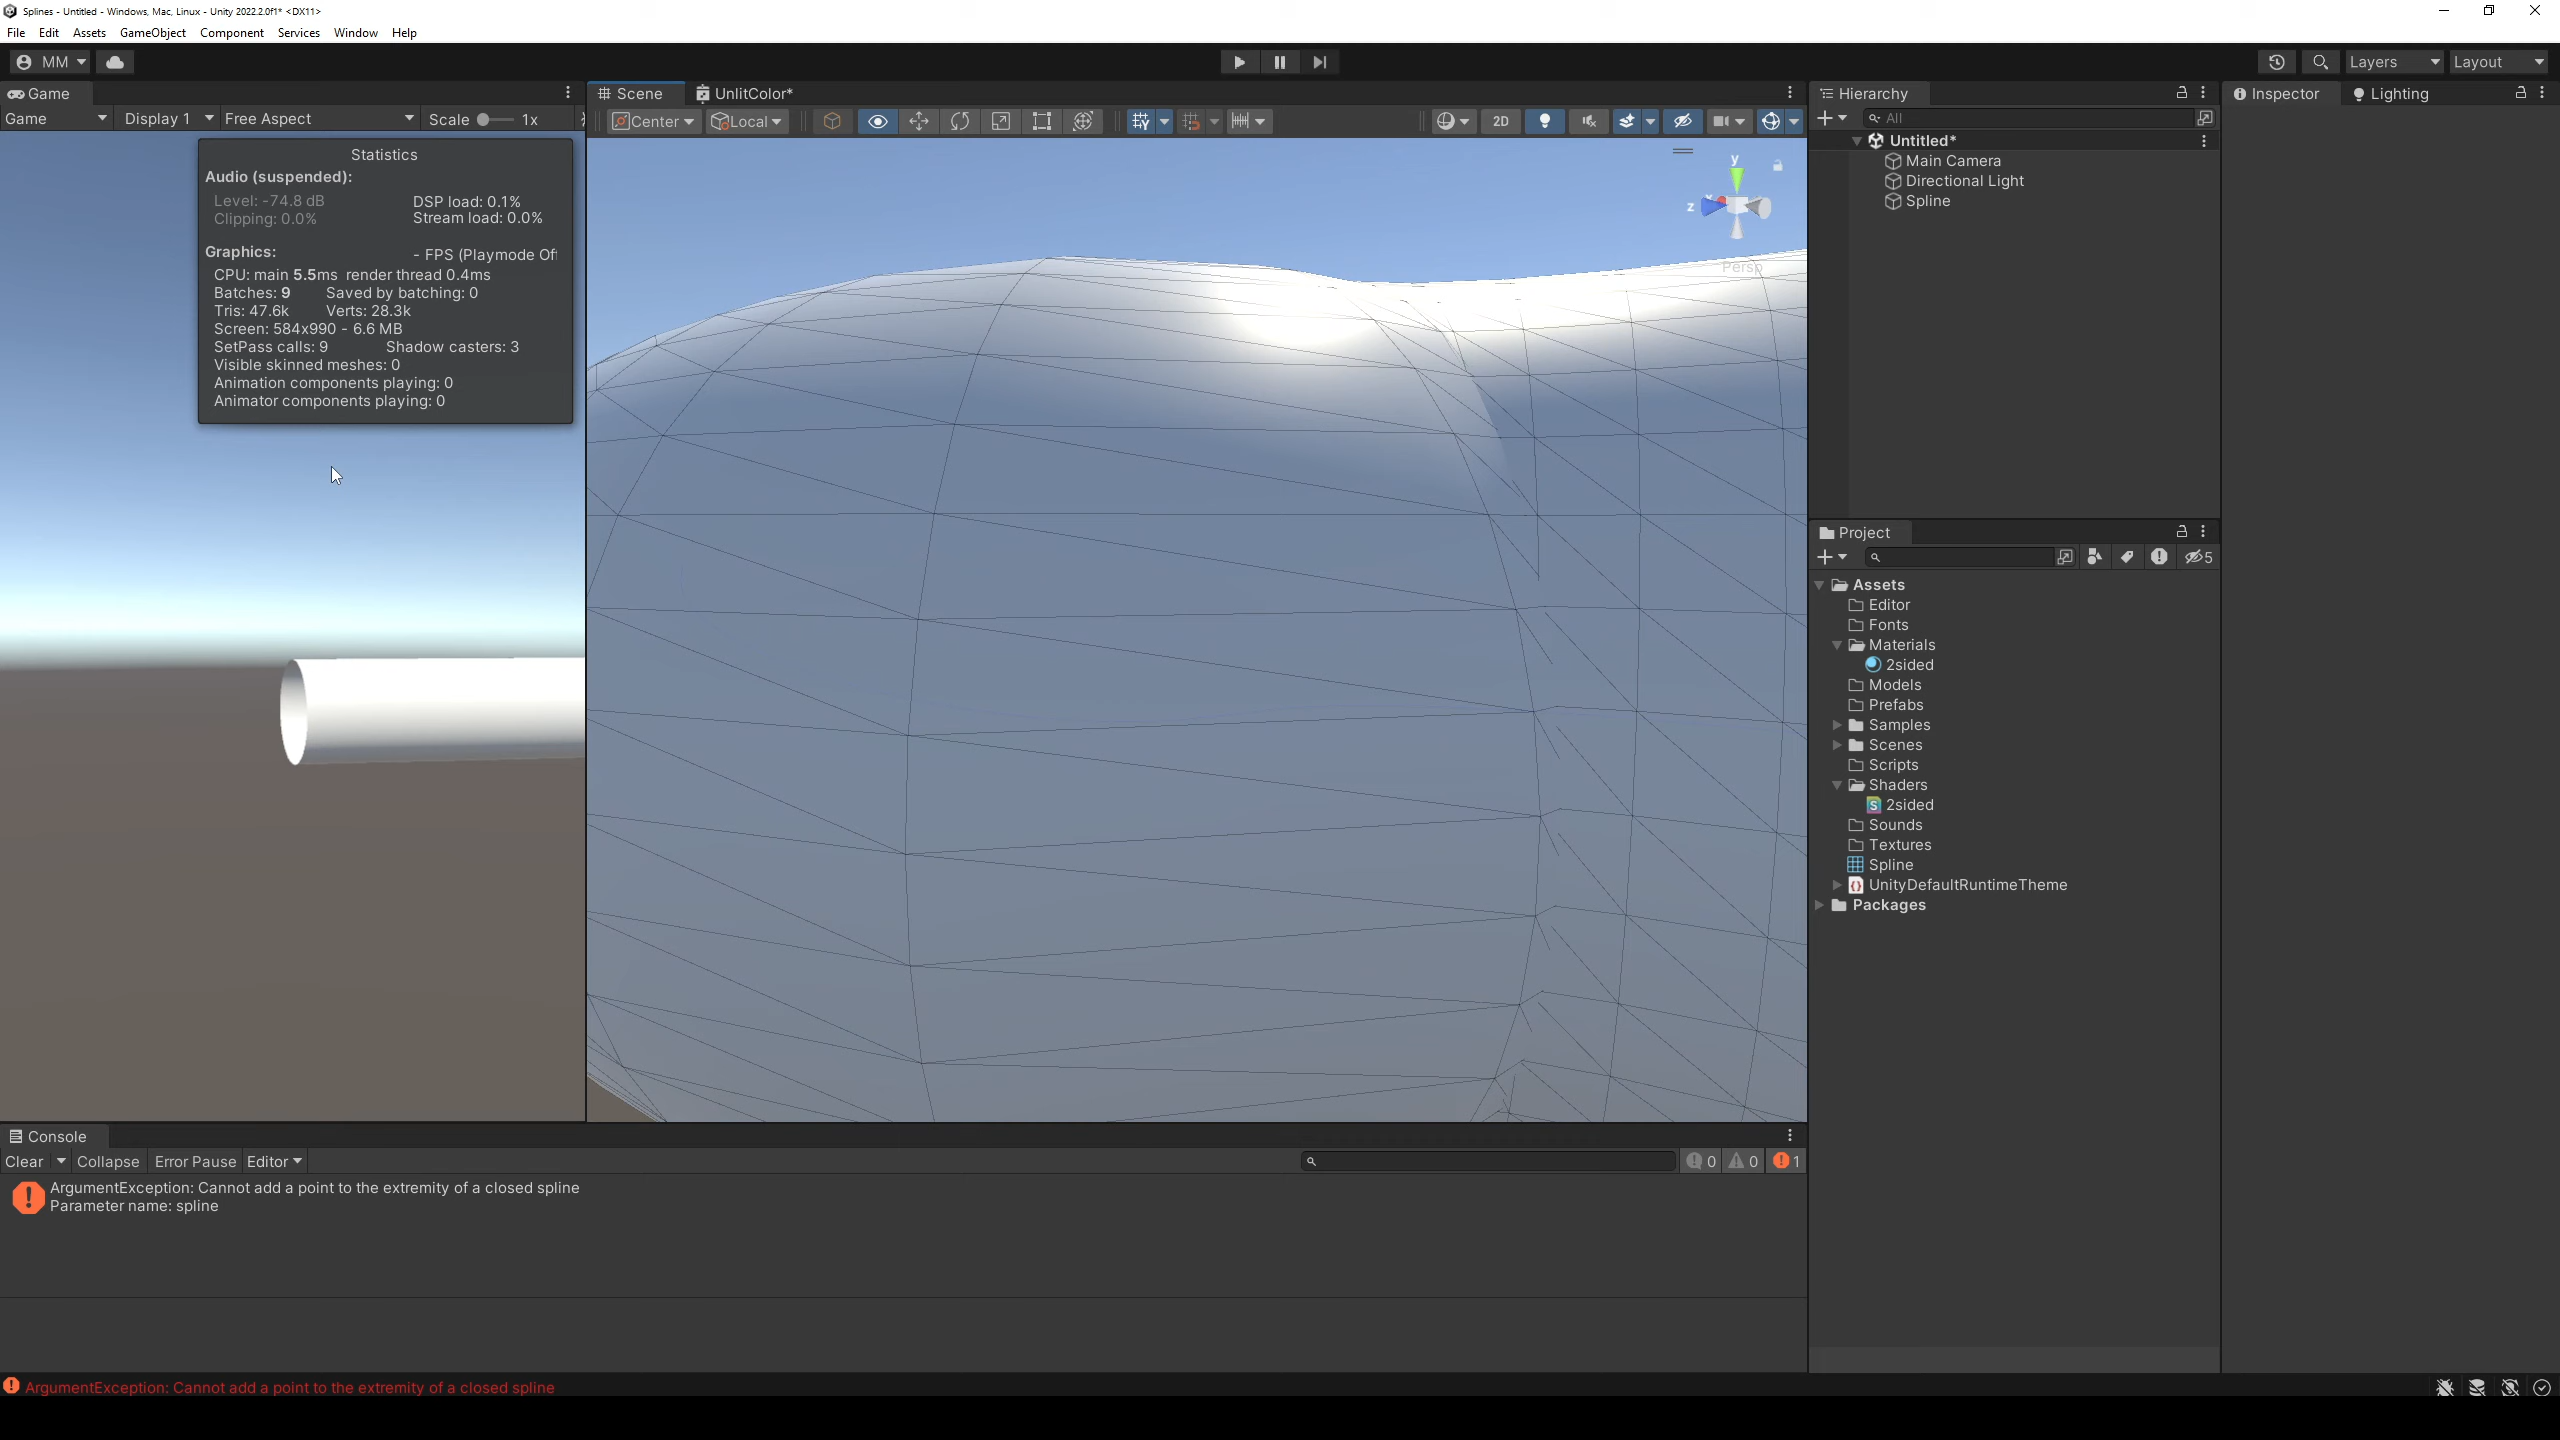 Splines - Untitled - Windows, Mac, Linux - Unity 2022.2.0f1* <DX11>
File Edit Assets GameObject Component Services Window Help
MM
Layers Layout
Game
Game Display 1 Free Aspect Scale 1x
Statistics
Audio (suspended):
Level: -74.8 dB DSP load: 0.1%
Clipping: 0.0% Stream load: 0.0%
Graphics: - FPS (Playmode Of
CPU: main 5.5ms render thread 0.4ms
Batches: 9 Saved by batching: 0
Tris: 47.6k Verts: 28.3k
Screen: 584x990 - 6.6 MB
SetPass calls: 9 Shadow casters: 3
Visible skinned meshes: 0
Animation components playing: 0
Animator components playing: 0
Scene UnlitColor*
Center Local 2D
y
x
z
Persp
Hierarchy
All
Untitled*
Main Camera
Directional Light
Spline
Inspector Lighting
Project
5
Assets
Editor
Fonts
Materials
2sided
Models
Prefabs
Samples
Scenes
Scripts
Shaders
2sided
Sounds
Textures
Spline
UnityDefaultRuntimeTheme
Packages
Console
Clear Collapse Error Pause Editor 0 0 1
ArgumentException: Cannot add a point to the extremity of a closed spline
Parameter name: spline
ArgumentException: Cannot add a point to the extremity of a closed spline